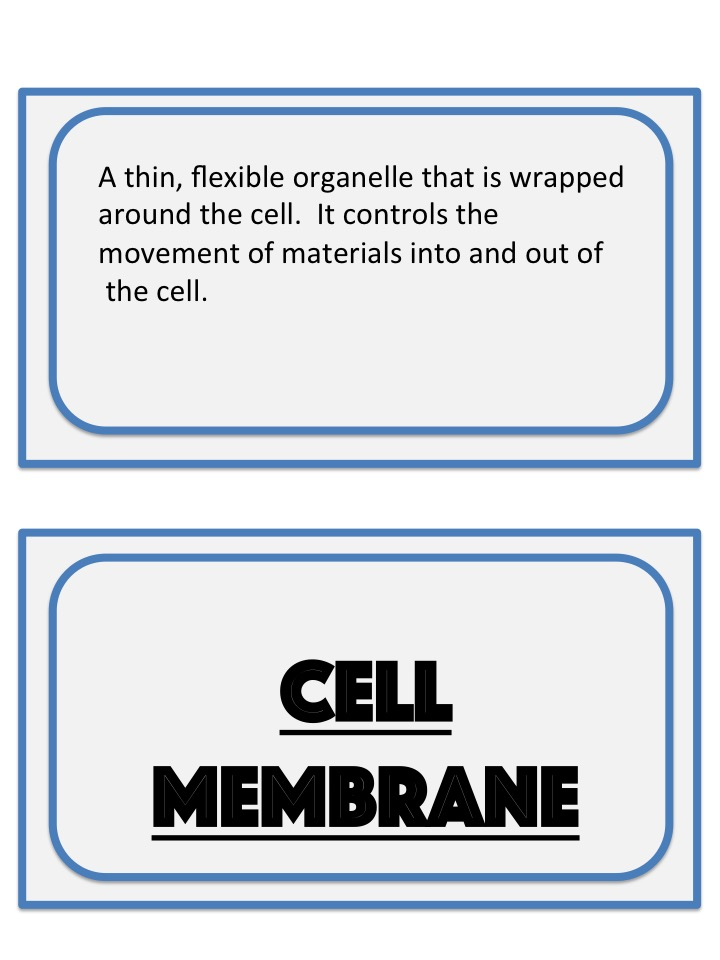 A thin, flexible organelle that is wrapped
around the cell.  It controls the
movement of materials into and out of
the cell.
CELL
MEMBRANE